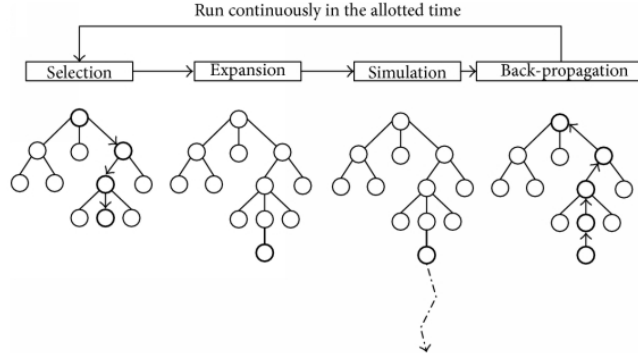 Run continuously in the allotted time
Selection
Expansion
Simulation
Back-propagation